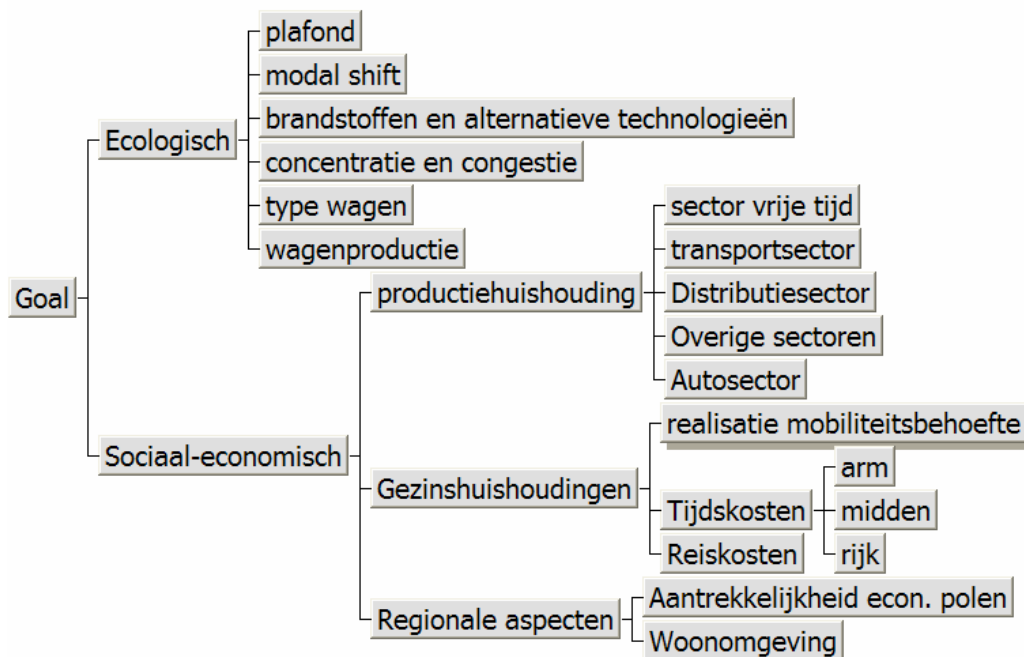 Goal
Ecologisch
plafond
modal shift
brandstoffen en alternatieve technologieën
concentratie en congestie
type wagen
wagenproductie
Sociaal-economisch
productiehuishouding
sector vrije tijd
transportsector
Distributiesector
Overige sectoren
Autosector
Gezinshuishoudingen
realisatie mobiliteitsbehoefte
Tijdskosten
arm
midden
rijk
Reiskosten
Regionale aspecten
Aantrekkelijkheid econ. polen
Woonomgeving